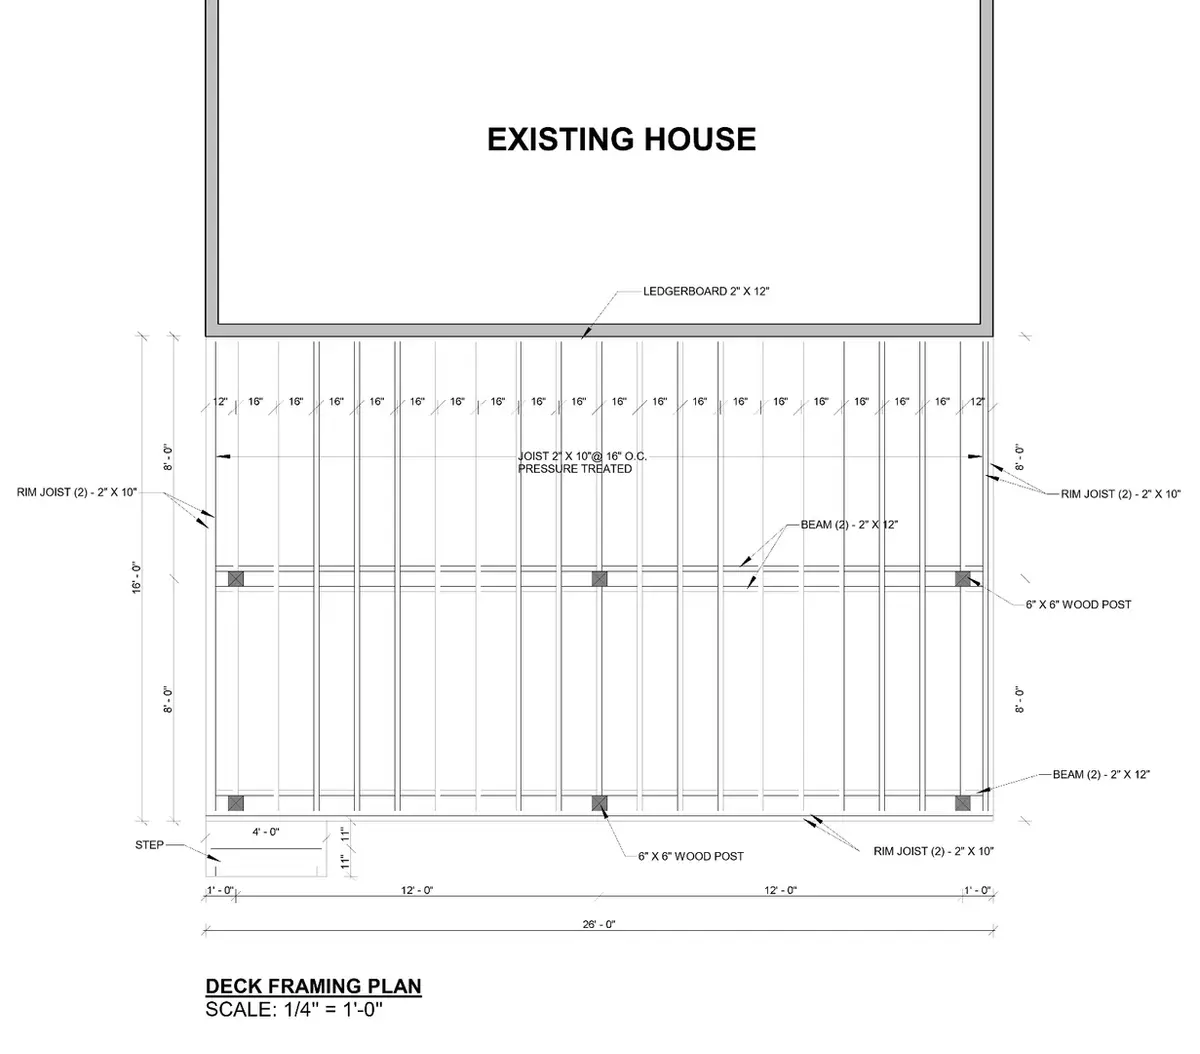 EXISTING HOUSE
LEDGERBOARD 2" X 12"
12" 16" 16" 16" 16" 16" 16" 16" 16" 16" 16" 16" 16" 16" 16" 16" 16" 16" 16" 12"
8' - 0"
8' - 0"
JOIST 2" X 10"@ 16" O.C.
PRESSURE TREATED
RIM JOIST (2) - 2" X 10"
RIM JOIST (2) - 2" X 10"
BEAM (2) - 2" X 12"
16' - 0"
6" X 6" WOOD POST
8' - 0"
8' - 0"
BEAM (2) - 2" X 12"
4' - 0"
11"
STEP
11"
6" X 6" WOOD POST
RIM JOIST (2) - 2" X 10"
1' - 0" 12' - 0" 12' - 0" 1' - 0"
26' - 0"
DECK FRAMING PLAN
SCALE: 1/4" = 1'-0"